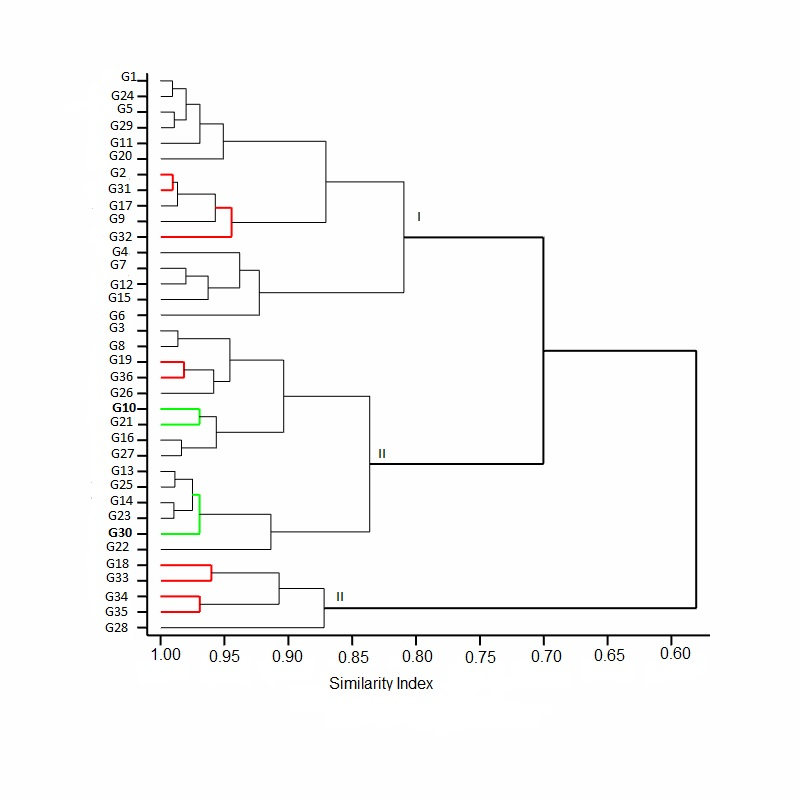 G1
G24
G5
G29
G11
G20
G2
G31
G17
G9
G32
G4
G7
G12
G15
G6
G3
G8
G19
G36
G26
G10
G21
G16
G27
G13
G25
G14
G23
G30
G22
G18
G33
G34
G35
G28
I
II
II
1.00 0.95 0.90 0.85 0.80 0.75 0.70 0.65 0.60
Similarity Index